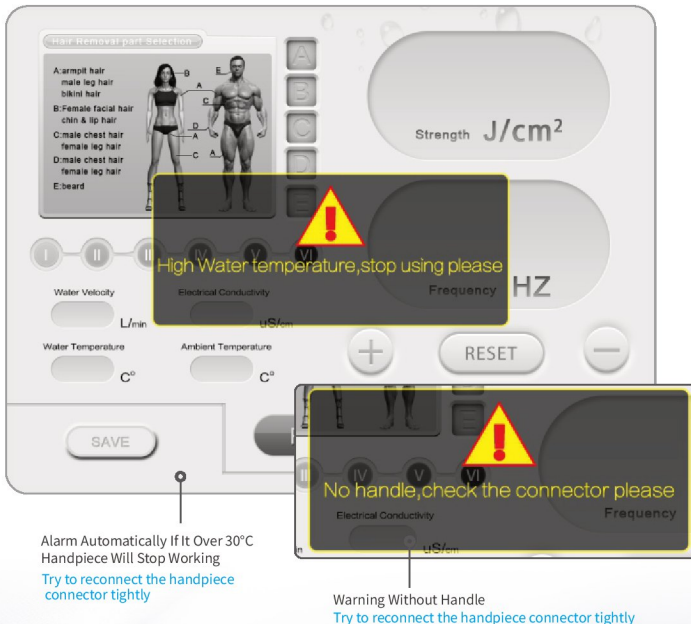 Hair Removal part Selection
A:armpit hair
male leg hair
bikini hair
B:Female facial hair
chin & lip hair
C:male chest hair
female leg hair
D:male chest hair
female leg hair
E:beard
B
E
A
C
D
A
C
A
A
B
C
D
E
Strength J/cm²
High Water temperature,stop using please
I
II
IV
V
VI
Frequency HZ
Water Velocity
L/min
Electrical Conductivity
uS/cm
Water Temperature
C°
Ambient Temperature
C°
+
RESET
−
SAVE
E
III
IV
V
VI
No handle,check the connector please
Electrical Conductivity
uS/cm
Frequency
Alarm Automatically If It Over 30°C
Handpiece Will Stop Working
Try to reconnect the handpiece
connector tightly
Warning Without Handle
Try to reconnect the handpiece connector tightly